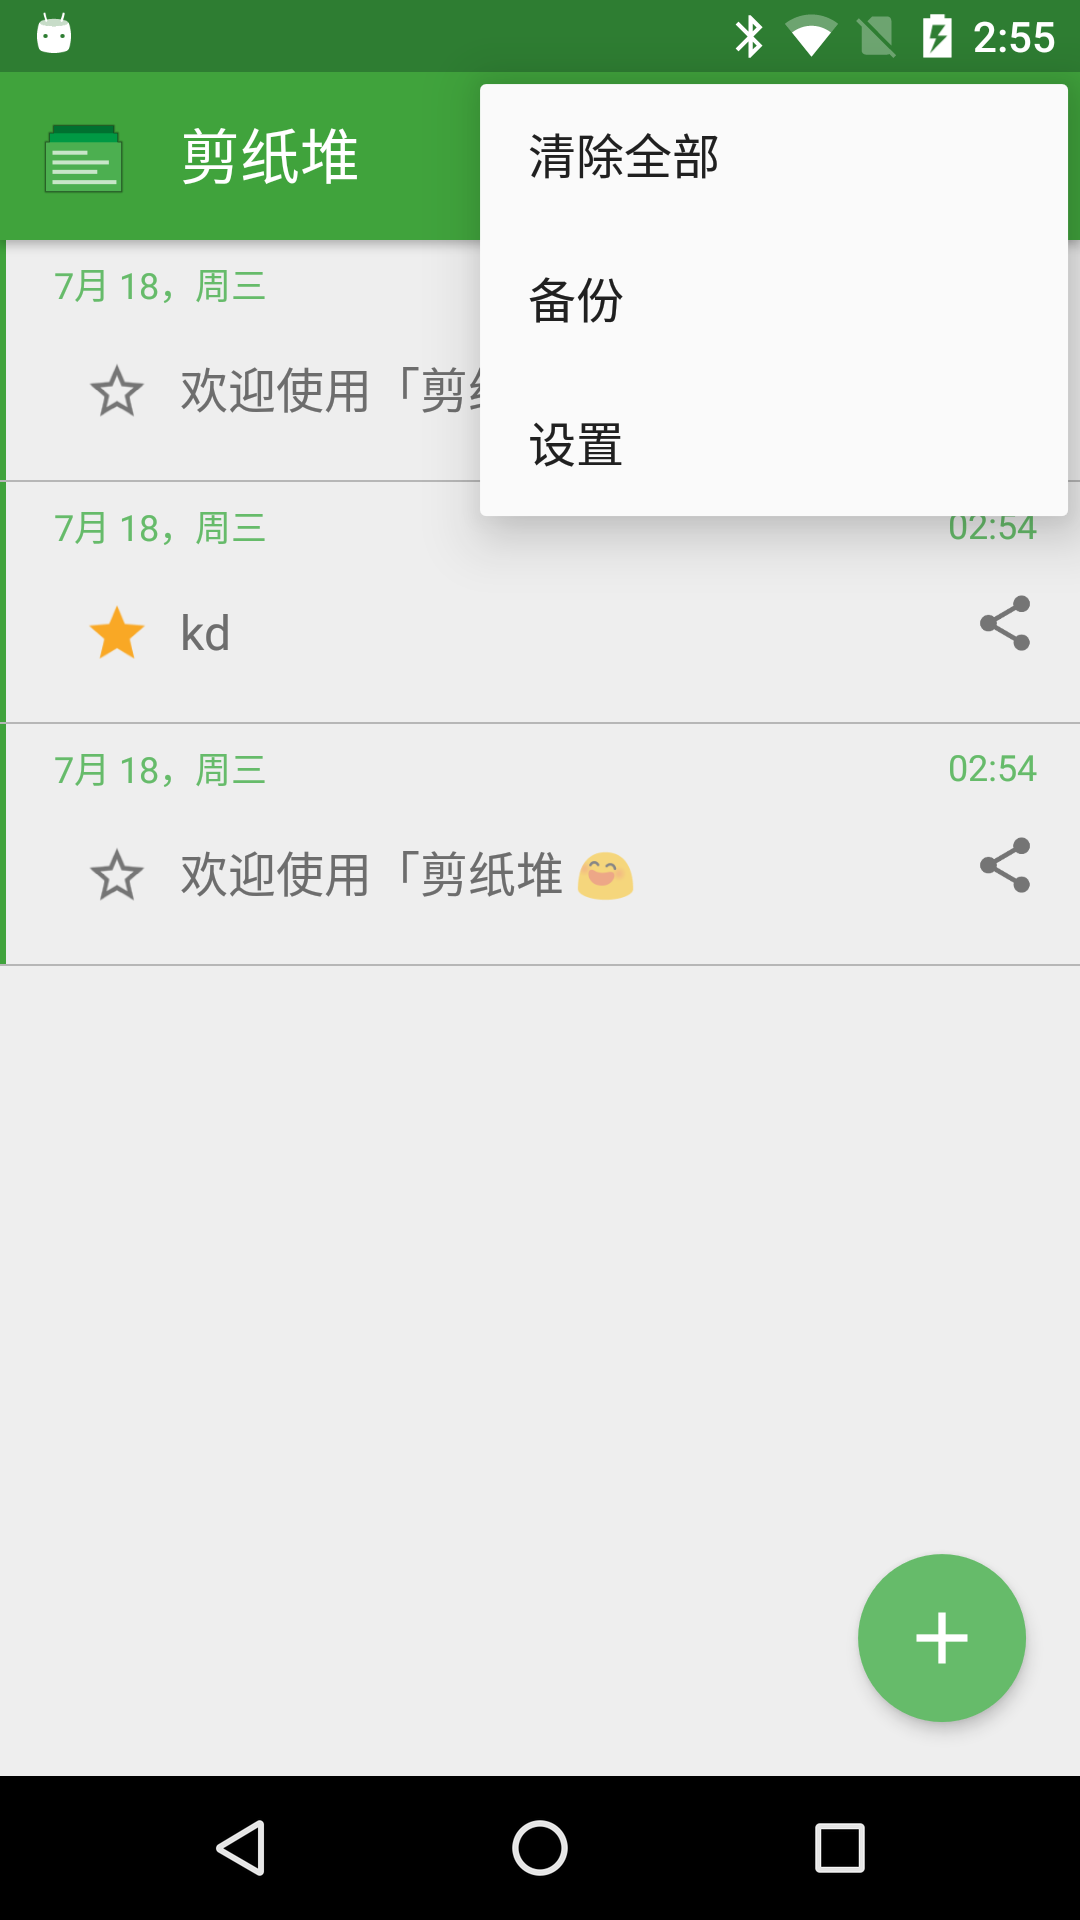 2:55
剪纸堆
清除全部
备份
设置
7月 18，周三
欢迎使用「剪
7月 18，周三 02:54
kd
7月 18，周三 02:54
欢迎使用「剪纸堆 😄